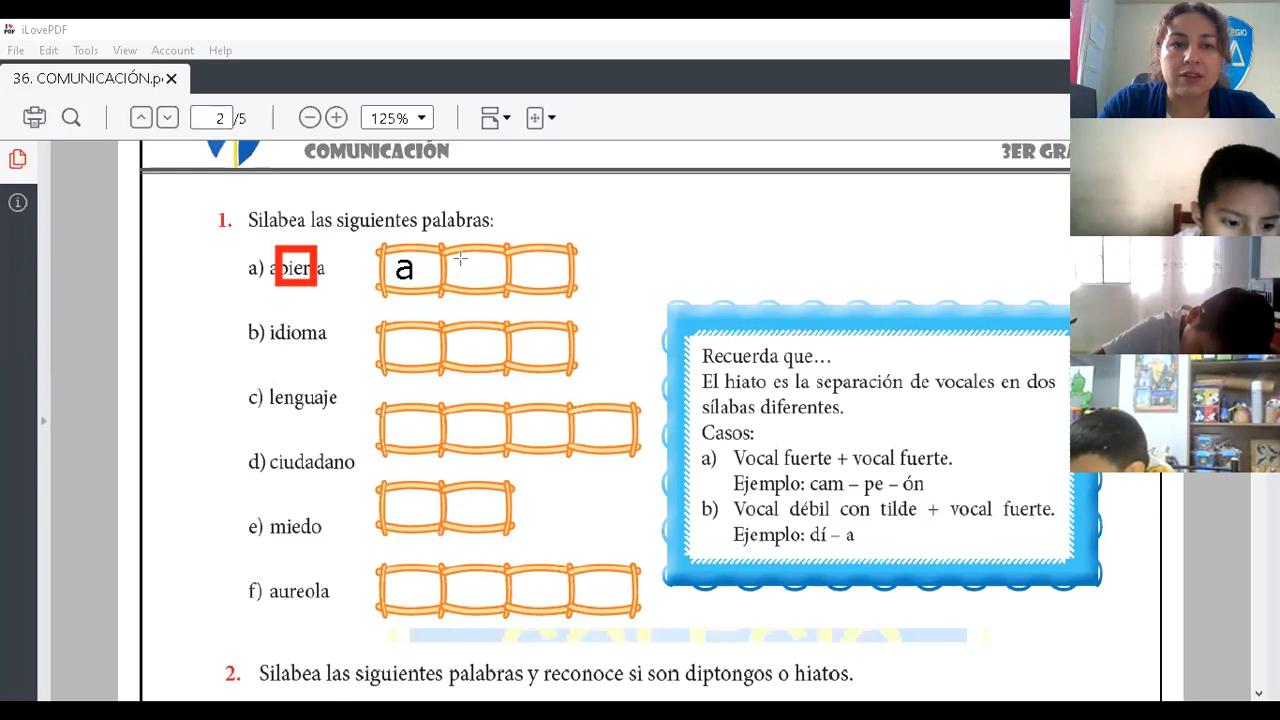 iLovePDF
File Edit Tools View Account Help
36. COMUNICACIÓN.p
2 /5 125%
COMUNICACIÓN 3ER GRA
1. Silabea las siguientes palabras:
a) abierta a
b) idioma
c) lenguaje
d) ciudadano
e) miedo
f) aureola
Recuerda que...
El hiato es la separación de vocales en dos
sílabas diferentes.
Casos:
a) Vocal fuerte + vocal fuerte.
Ejemplo: cam – pe – ón
b) Vocal débil con tilde + vocal fuerte.
Ejemplo: dí – a
COLEGIO
2. Silabea las siguientes palabras y reconoce si son diptongos o hiatos.